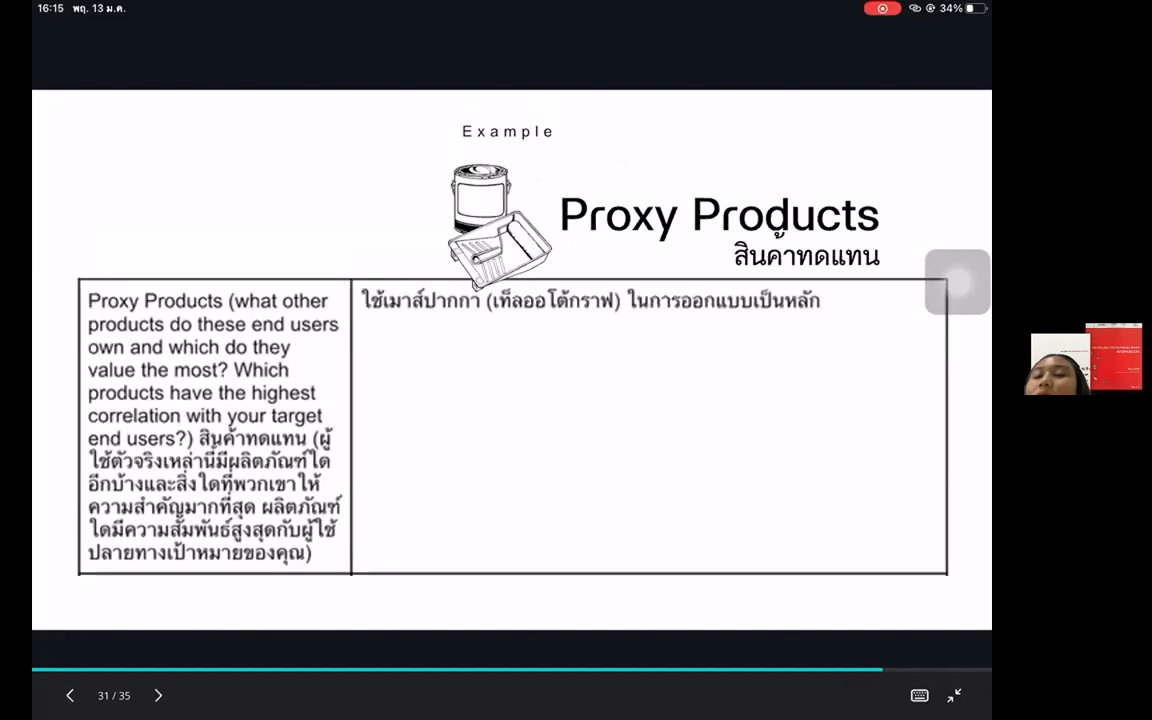 16:15 พฤ. 13 ม.ค.
34%
Example
Proxy Products
สินค้าทดแทน
Proxy Products (what other
products do these end users
own and which do they
value the most? Which
products have the highest
correlation with your target
end users?) สินค้าทดแทน (ผู้
ใช้ตัวจริงเหล่านี้มีผลิตภัณฑ์ใด
อีกบ้างและสิ่งใดที่พวกเขาให้
ความสำคัญมากที่สุด ผลิตภัณฑ์
ใดมีความสัมพันธ์สูงสุดกับผู้ใช้
ปลายทางเป้าหมายของคุณ)
ใช้เมาส์ปากกา (เท็ลออโต้กราฟ) ในการออกแบบเป็นหลัก
31 / 35